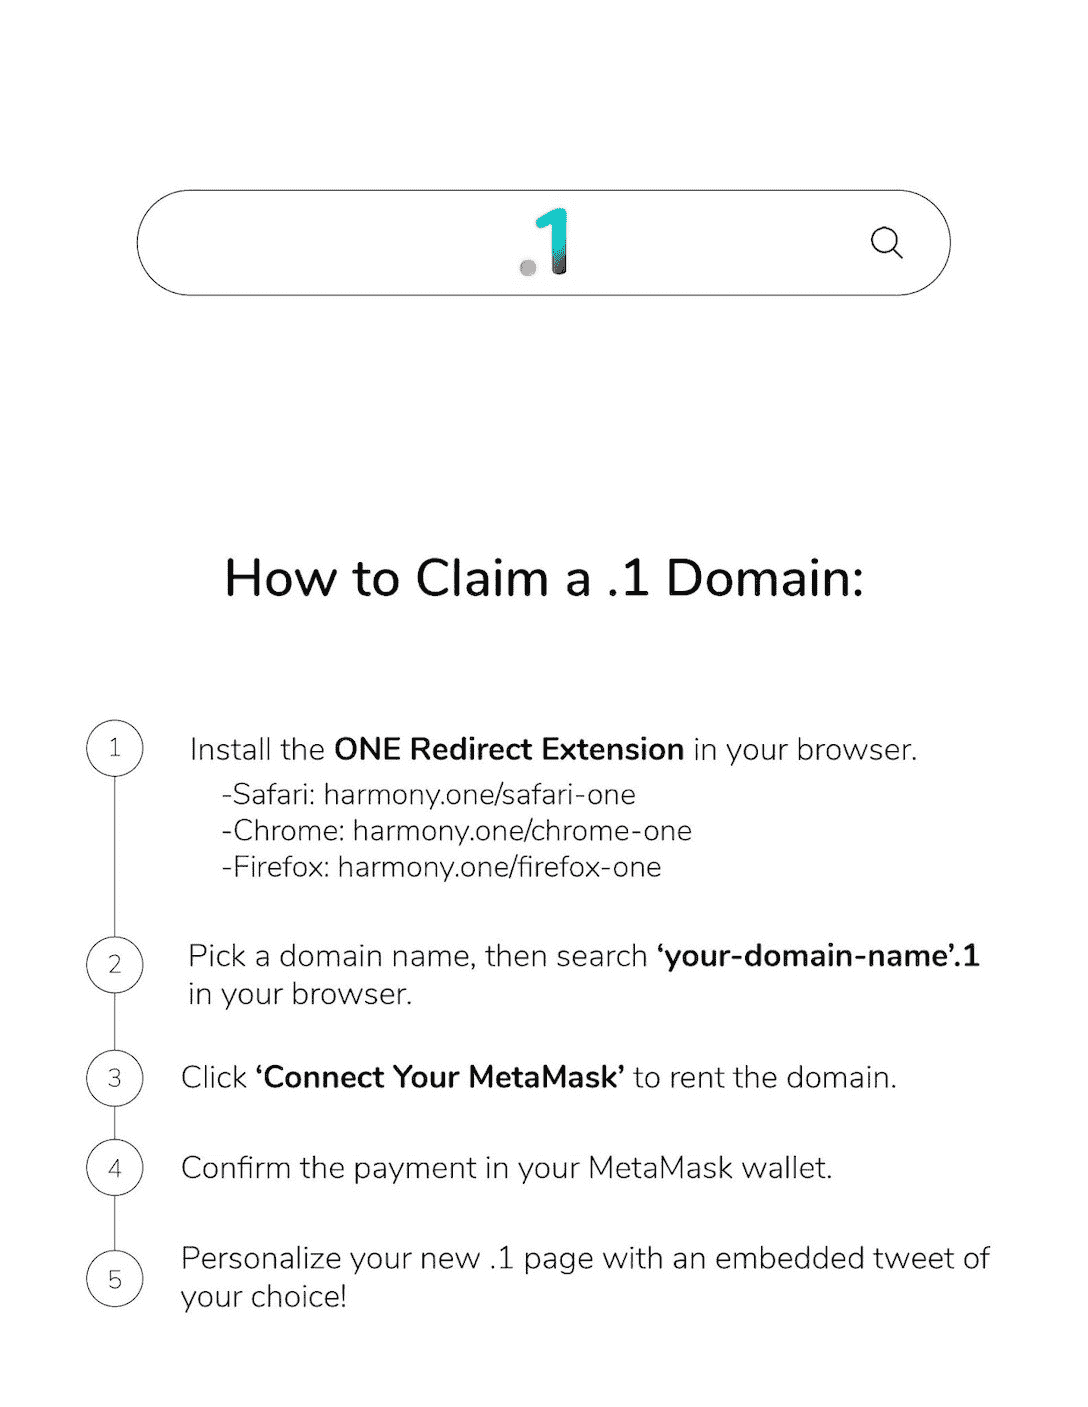 .1
How to Claim a .1 Domain:
1
Install the ONE Redirect Extension in your browser.
-Safari: harmony.one/safari-one
-Chrome: harmony.one/chrome-one
-Firefox: harmony.one/firefox-one
2
Pick a domain name, then search ‘your-domain-name’.1
in your browser.
3
Click ‘Connect Your MetaMask’ to rent the domain.
4
Confirm the payment in your MetaMask wallet.
5
Personalize your new .1 page with an embedded tweet of
your choice!